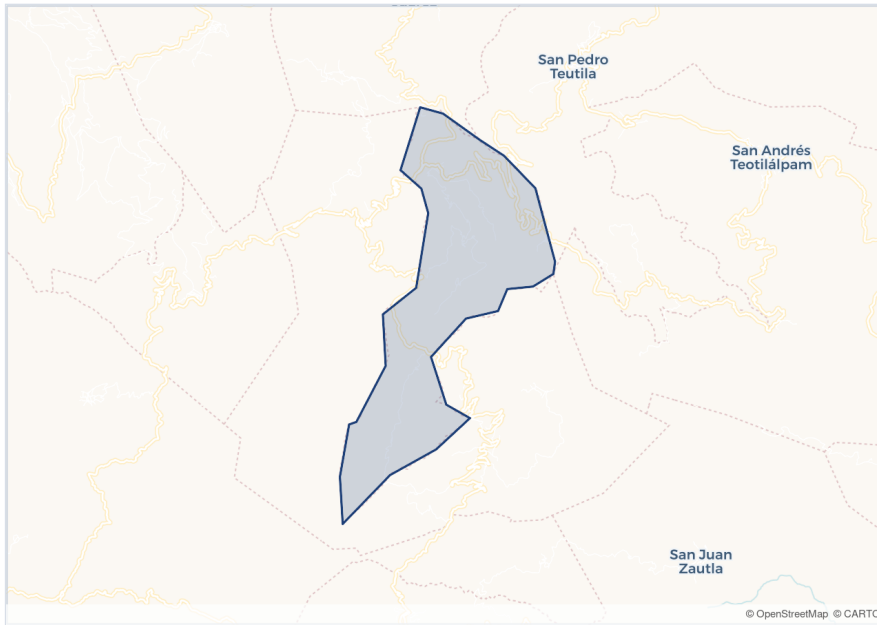 San Pedro
Teutila
San Andrés
Teotilálpam
San Juan
Zautla
© OpenStreetMap © CARTO